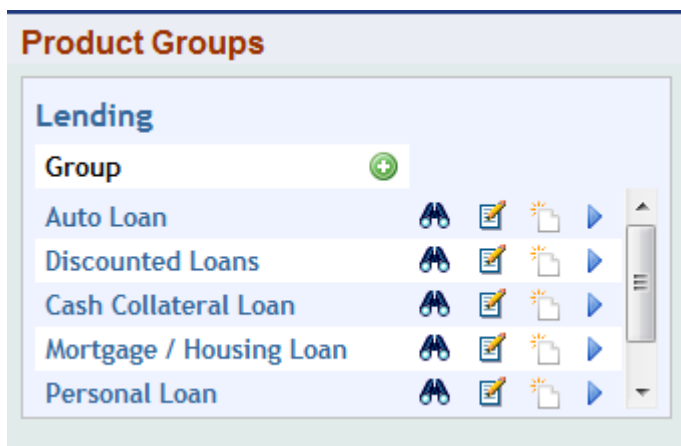 Product Groups
Lending
Group
Auto Loan
Discounted Loans
Cash Collateral Loan
Mortgage / Housing Loan
Personal Loan